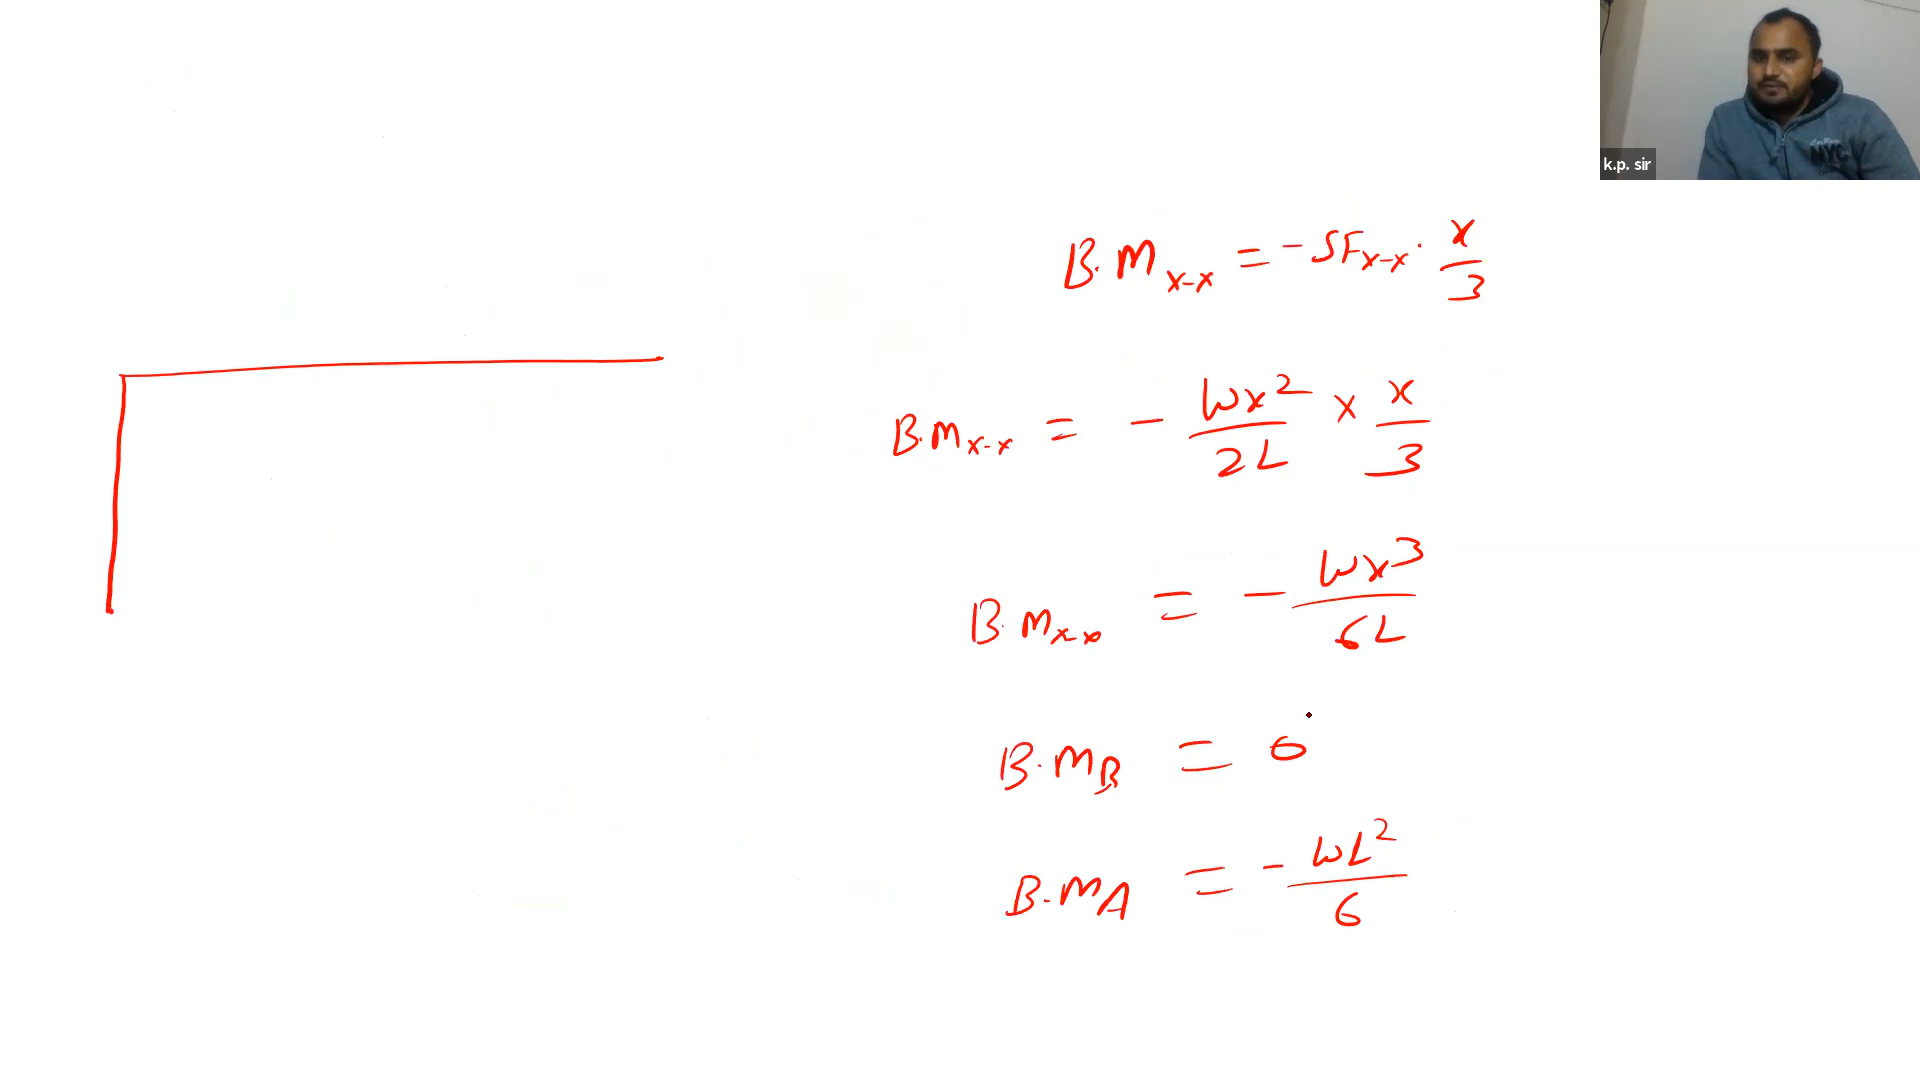 k.p. sir
B.M x-x = - SF x-x · x/3
B.M x-x = - Wx²/2L × x/3
B.M x-x = - Wx³/6L
B.M B = 0
B.M A = - WL²/6